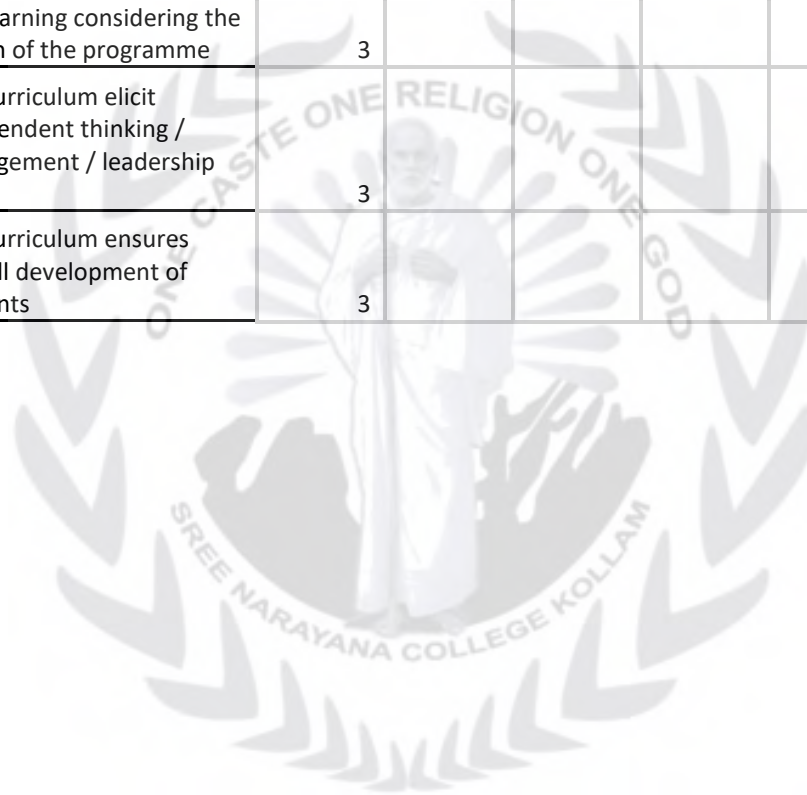 arning considering the
n of the programme 3
urriculum elicit
endent thinking /
gement / leadership
3
urriculum ensures
ll development of
nts 3
ONE CASTE ONE RELIGION ONE GOD
SREE NARAYANA COLLEGE KOLLAM